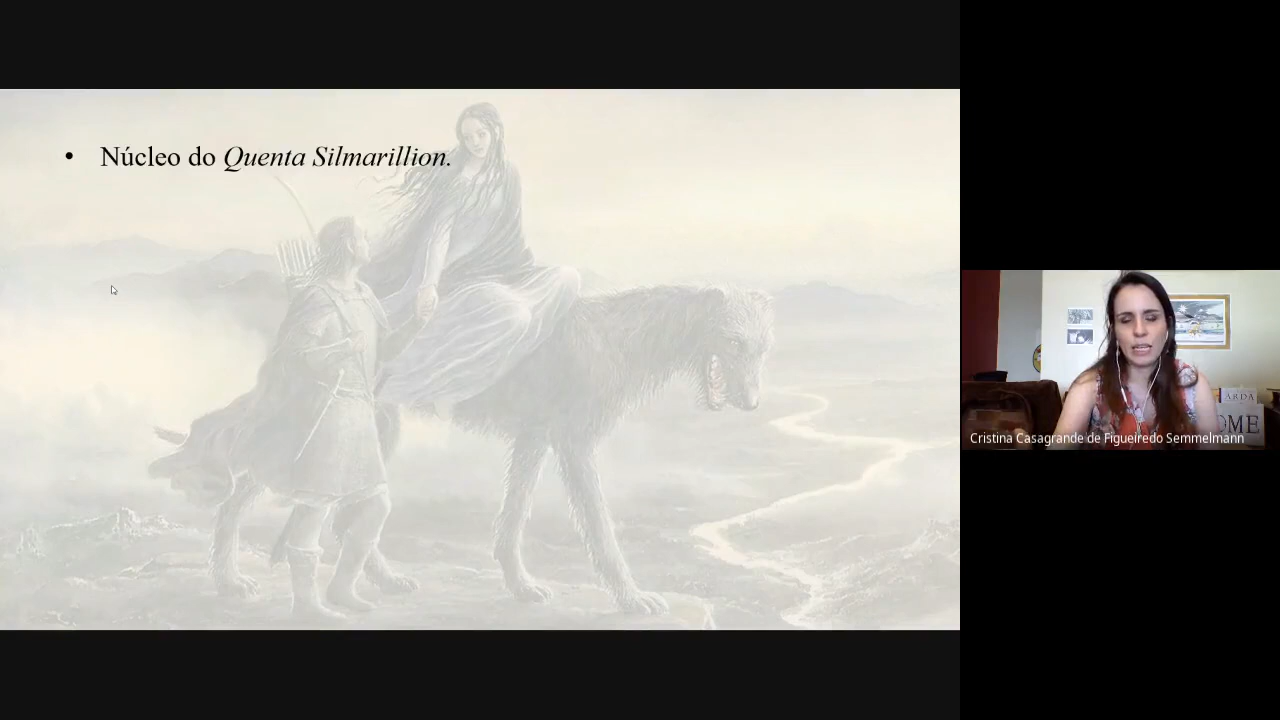 • Núcleo do Quenta Silmarillion.
ARDA
OME
Cristina Casagrande de Figueiredo Semmelmann